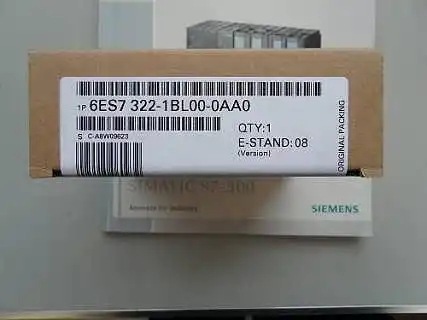 1P 6ES7 322-1BL00-0AA0
S C-A8W09623
QTY:1
E-STAND: 08
(Version)
ORIGINAL PACKING
SIMATIC S7-300
SIEMENS